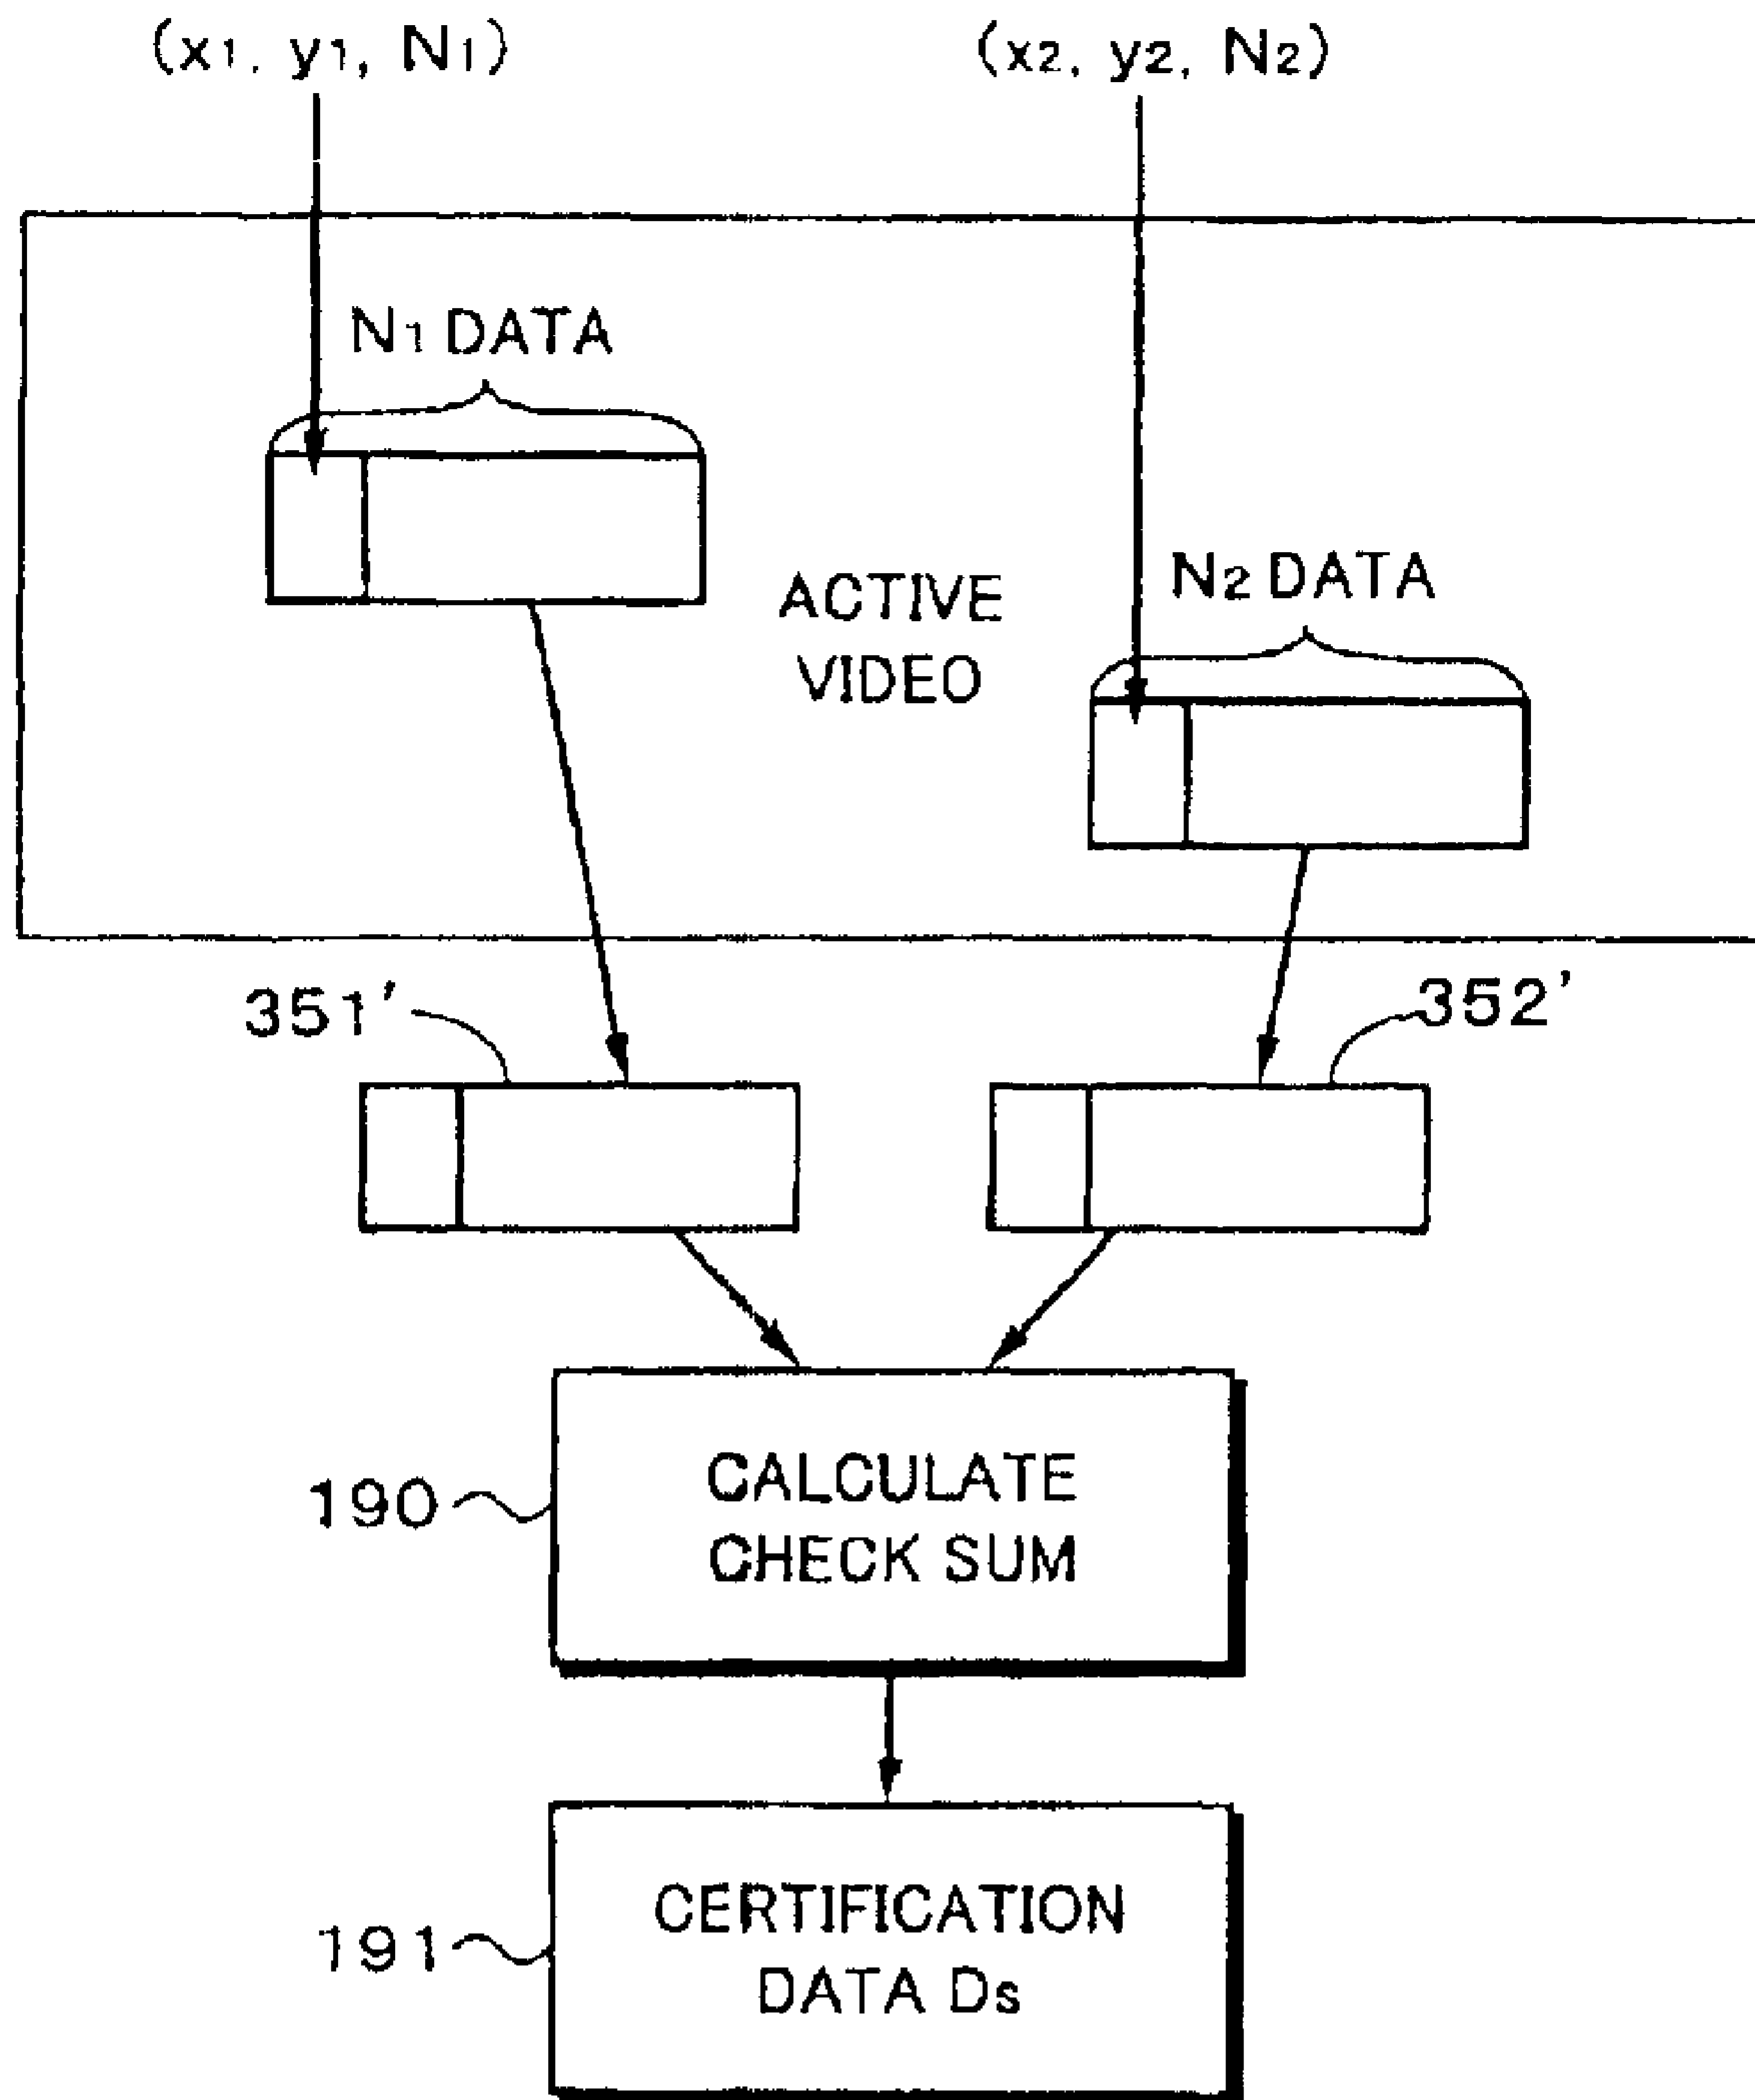 (x1, y1, N1)
(x2, y2, N2)
N1 DATA
ACTIVE
VIDEO
N2 DATA
351'
352'
190
CALCULATE
CHECK SUM
191
CERTIFICATION
DATA Ds